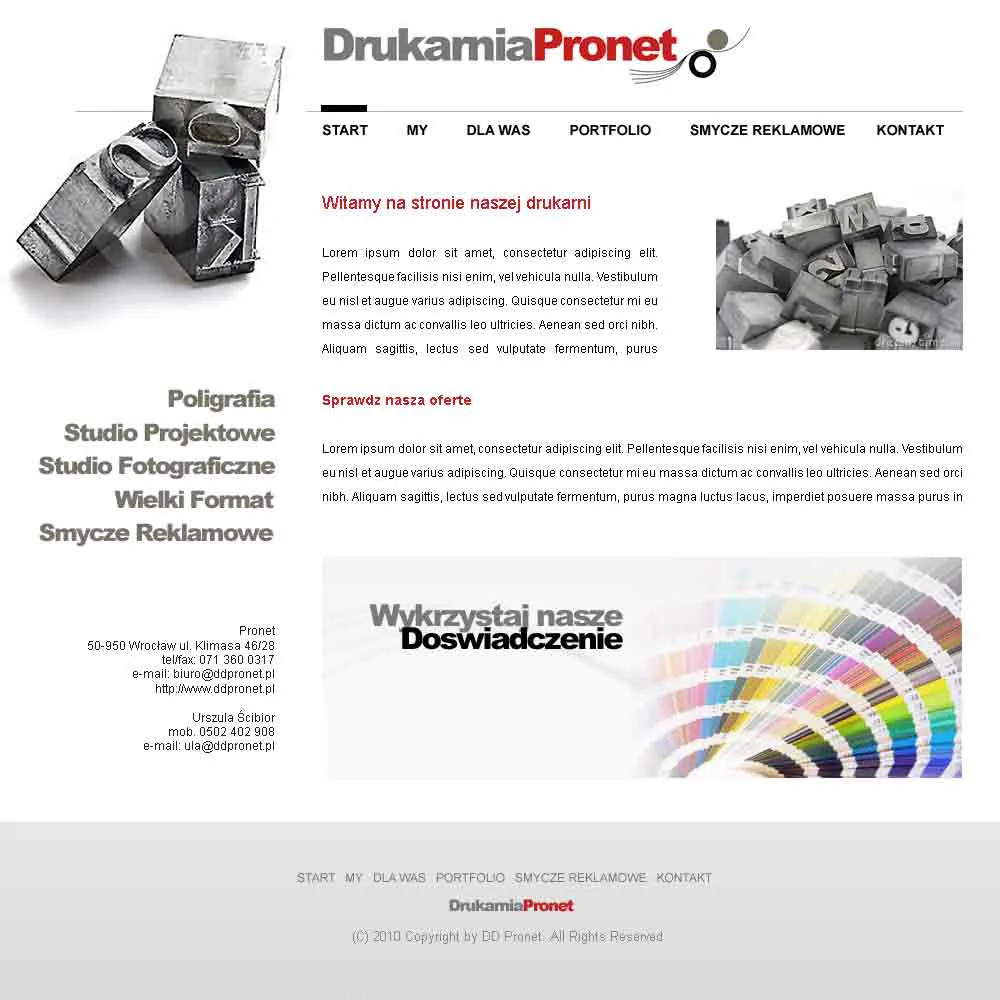 DrukarniaPronet
START MY DLA WAS PORTFOLIO SMYCZE REKLAMOWE KONTAKT
Witamy na stronie naszej drukarni
Lorem ipsum dolor sit amet, consectetur adipiscing elit.
Pellentesque facilisis nisi enim, vel vehicula nulla. Vestibulum
eu nisl et augue varius adipiscing. Quisque consectetur mi eu
massa dictum ac convallis leo ultricies. Aenean sed orci nibh.
Aliquam sagittis, lectus sed vulputate fermentum, purus
Poligrafia
Studio Projektowe
Studio Fotograficzne
Wielki Format
Smycze Reklamowe
Sprawdz nasza oferte
Lorem ipsum dolor sit amet, consectetur adipiscing elit. Pellentesque facilisis nisi enim, vel vehicula nulla. Vestibulum
eu nisl et augue varius adipiscing. Quisque consectetur mi eu massa dictum ac convallis leo ultricies. Aenean sed orci
nibh. Aliquam sagittis, lectus sed vulputate fermentum, purus magna luctus lacus, imperdiet posuere massa purus in
Wykrzystaj nasze
Doswiadczenie
Pronet
50-950 Wrocław ul. Klimasa 46/28
tel/fax: 071 360 0317
e-mail: biuro@ddpronet.pl
http://www.ddpronet.pl
Urszula Ścibior
mob. 0502 402 908
e-mail: ula@ddpronet.pl
START MY DLA WAS PORTFOLIO SMYCZE REKLAMOWE KONTAKT
DrukarniaPronet
(C) 2010 Copyright by DD Pronet. All Rights Reserved